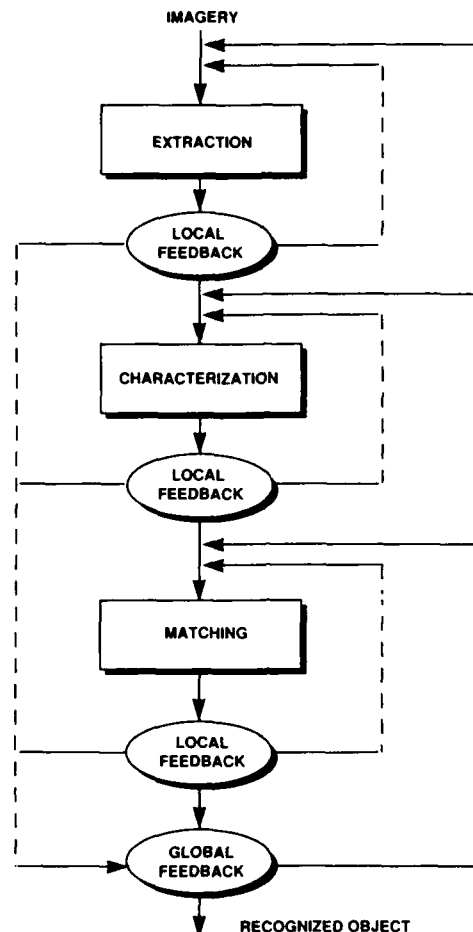 IMAGERY
EXTRACTION
LOCAL
FEEDBACK
CHARACTERIZATION
LOCAL
FEEDBACK
MATCHING
LOCAL
FEEDBACK
GLOBAL
FEEDBACK
RECOGNIZED OBJECT